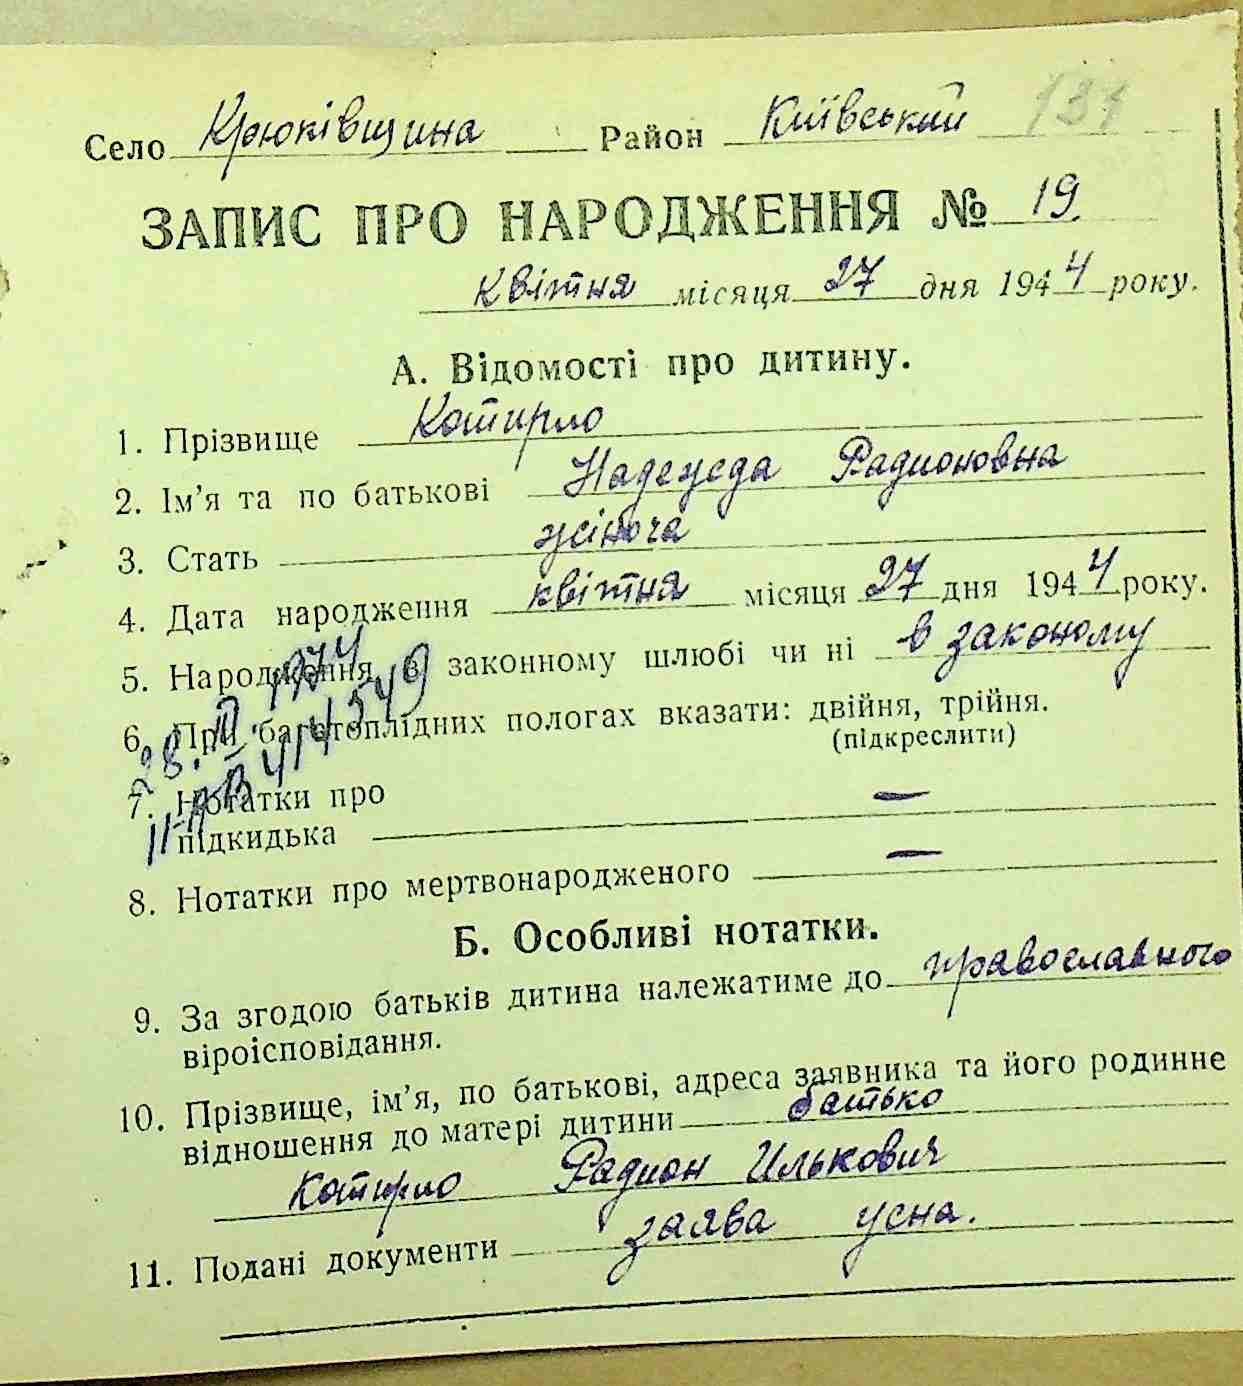 131
Село Крюківщина Район Київський
ЗАПИС ПРО НАРОДЖЕННЯ № 19.
квітня місяця 27 дня 1944 року.
А. Відомості про дитину.
1. Прізвище Котирло
2. Ім'я та по батькові Надежда Радионовна
3. Стать жіноча
4. Дата народження квітня місяця 27 дня 1944 року.
5. Народження в законному шлюбі чи ні в законому
6. При багатоплідних пологах вказати: двійня, трійня.
(підкреслити)
7. Нотатки про
підкидька —
8. Нотатки про мертвонародженого —
Б. Особливі нотатки.
9. За згодою батьків дитина належатиме до православного
віроісповідання.
10. Прізвище, ім'я, по батькові, адреса заявника та його родинне
відношення до матері дитини батько
Котирло Радион Илькович
11. Подані документи заява усна.